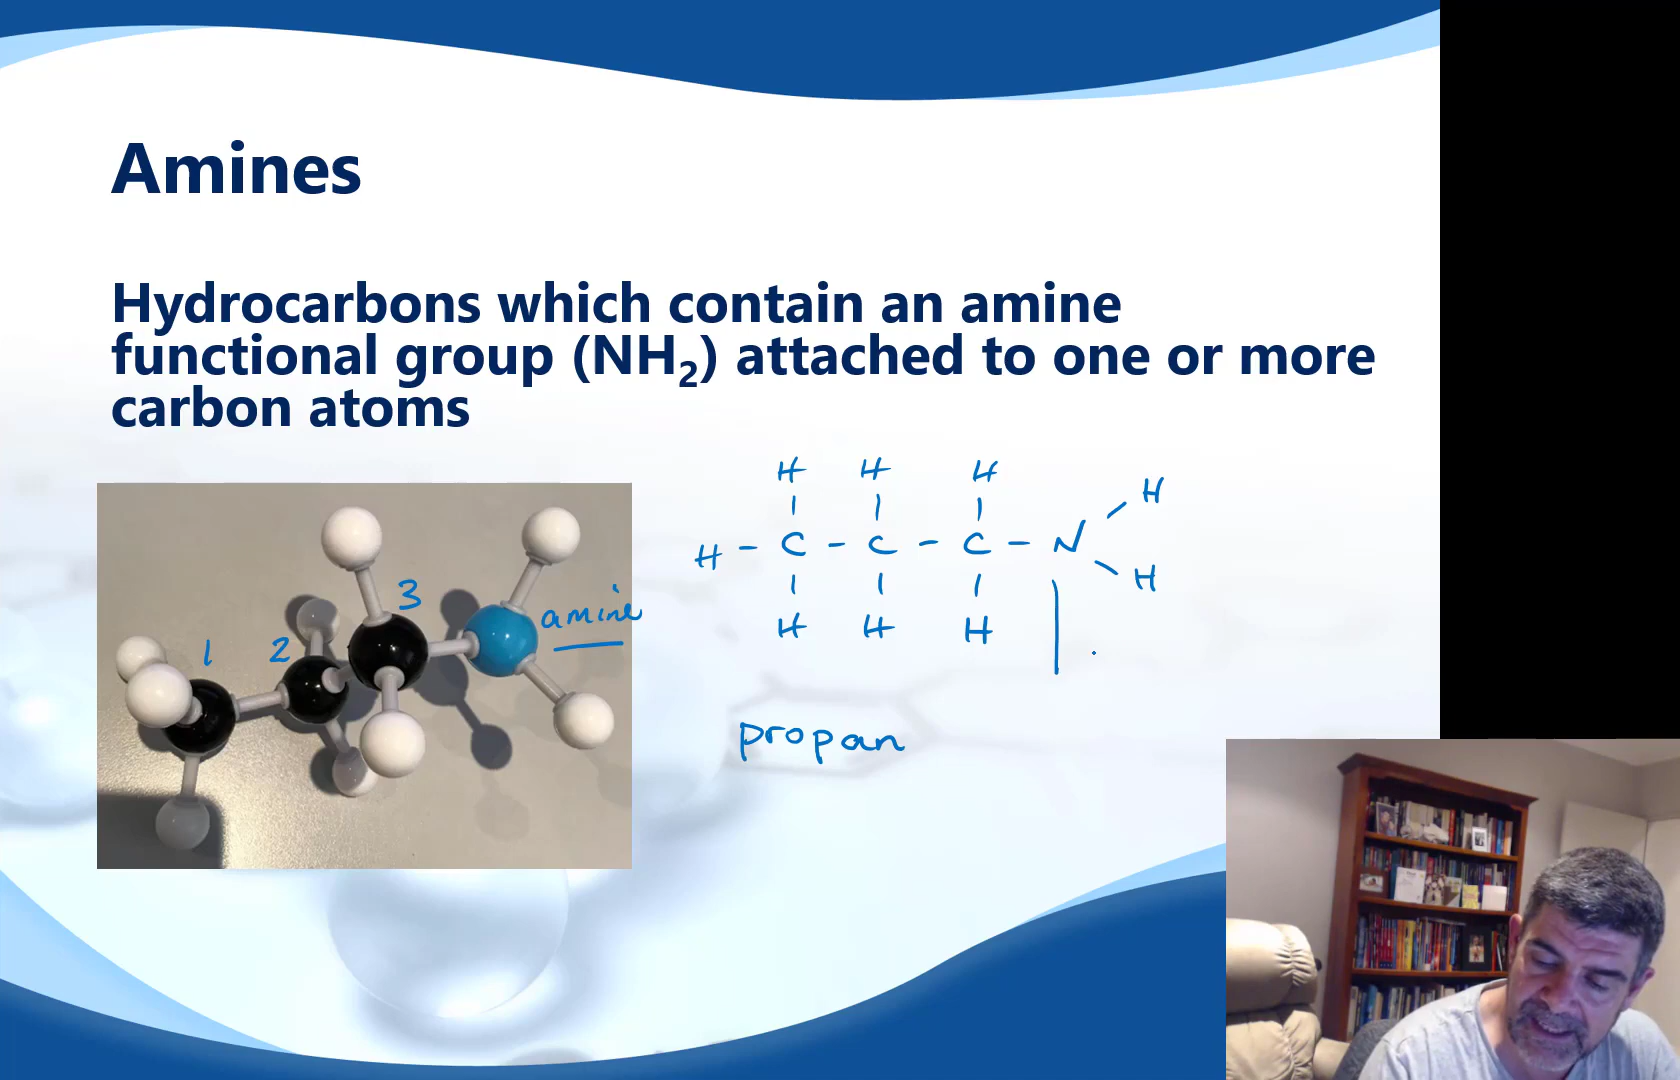 Amines
Hydrocarbons which contain an amine
functional group (NH₂) attached to one or more
carbon atoms
H H H H
H - C - C - C - N
H
H H H
1 2 3 amine
propan